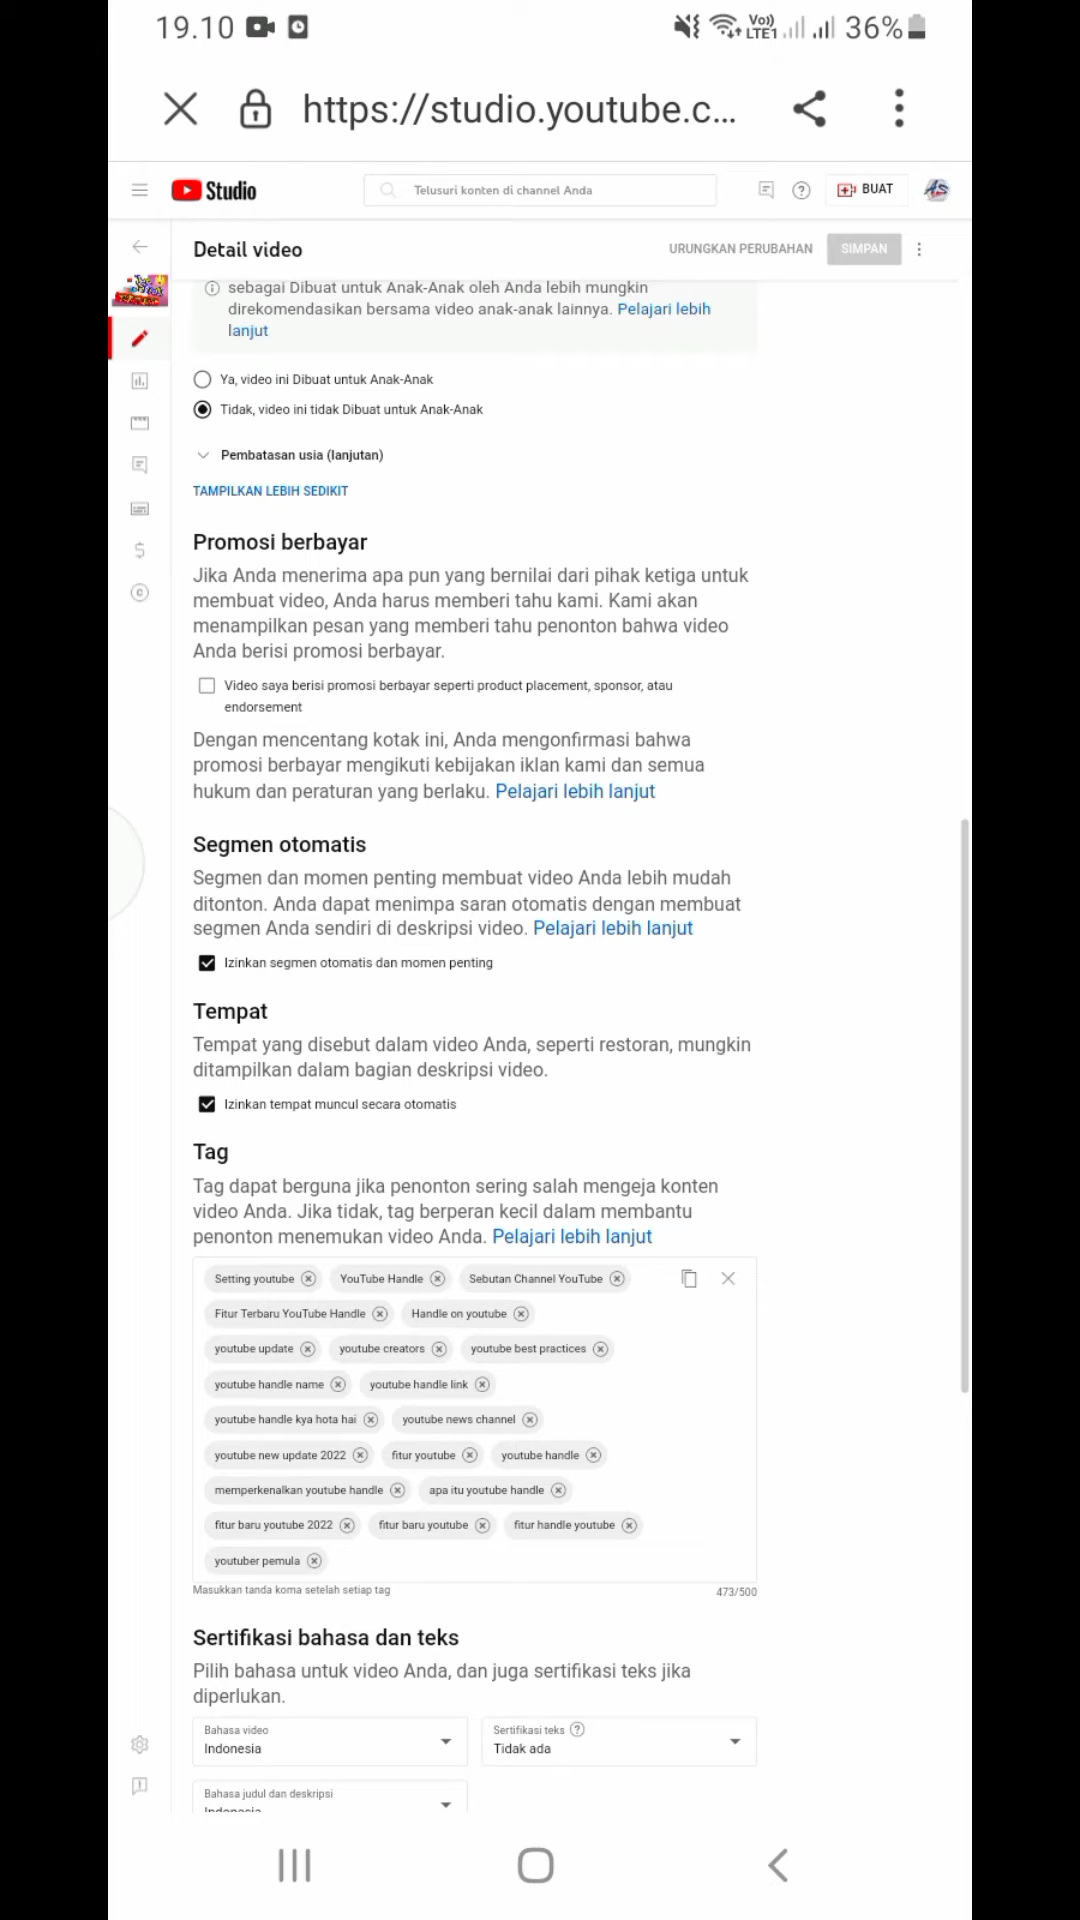 19.10 Vo)) LTE1 36%
https://studio.youtube.c...
Studio Telusuri konten di channel Anda BUAT
Detail video URUNGKAN PERUBAHAN SIMPAN
sebagai Dibuat untuk Anak-Anak oleh Anda lebih mungkin
direkomendasikan bersama video anak-anak lainnya. Pelajari lebih
lanjut
Ya, video ini Dibuat untuk Anak-Anak
Tidak, video ini tidak Dibuat untuk Anak-Anak
Pembatasan usia (lanjutan)
TAMPILKAN LEBIH SEDIKIT
Promosi berbayar
Jika Anda menerima apa pun yang bernilai dari pihak ketiga untuk
membuat video, Anda harus memberi tahu kami. Kami akan
menampilkan pesan yang memberi tahu penonton bahwa video
Anda berisi promosi berbayar.
Video saya berisi promosi berbayar seperti product placement, sponsor, atau
endorsement
Dengan mencentang kotak ini, Anda mengonfirmasi bahwa
promosi berbayar mengikuti kebijakan iklan kami dan semua
hukum dan peraturan yang berlaku. Pelajari lebih lanjut
Segmen otomatis
Segmen dan momen penting membuat video Anda lebih mudah
ditonton. Anda dapat menimpa saran otomatis dengan membuat
segmen Anda sendiri di deskripsi video. Pelajari lebih lanjut
Izinkan segmen otomatis dan momen penting
Tempat
Tempat yang disebut dalam video Anda, seperti restoran, mungkin
ditampilkan dalam bagian deskripsi video.
Izinkan tempat muncul secara otomatis
Tag
Tag dapat berguna jika penonton sering salah mengeja konten
video Anda. Jika tidak, tag berperan kecil dalam membantu
penonton menemukan video Anda. Pelajari lebih lanjut
Setting youtube YouTube Handle Sebutan Channel YouTube
Fitur Terbaru YouTube Handle Handle on youtube
youtube update youtube creators youtube best practices
youtube handle name youtube handle link
youtube handle kya hota hai youtube news channel
youtube new update 2022 fitur youtube youtube handle
memperkenalkan youtube handle apa itu youtube handle
fitur baru youtube 2022 fitur baru youtube fitur handle youtube
youtuber pemula
Masukkan tanda koma setelah setiap tag 473/500
Sertifikasi bahasa dan teks
Pilih bahasa untuk video Anda, dan juga sertifikasi teks jika
diperlukan.
Bahasa video Sertifikasi teks
Indonesia Tidak ada
Bahasa judul dan deskripsi
Indonesia